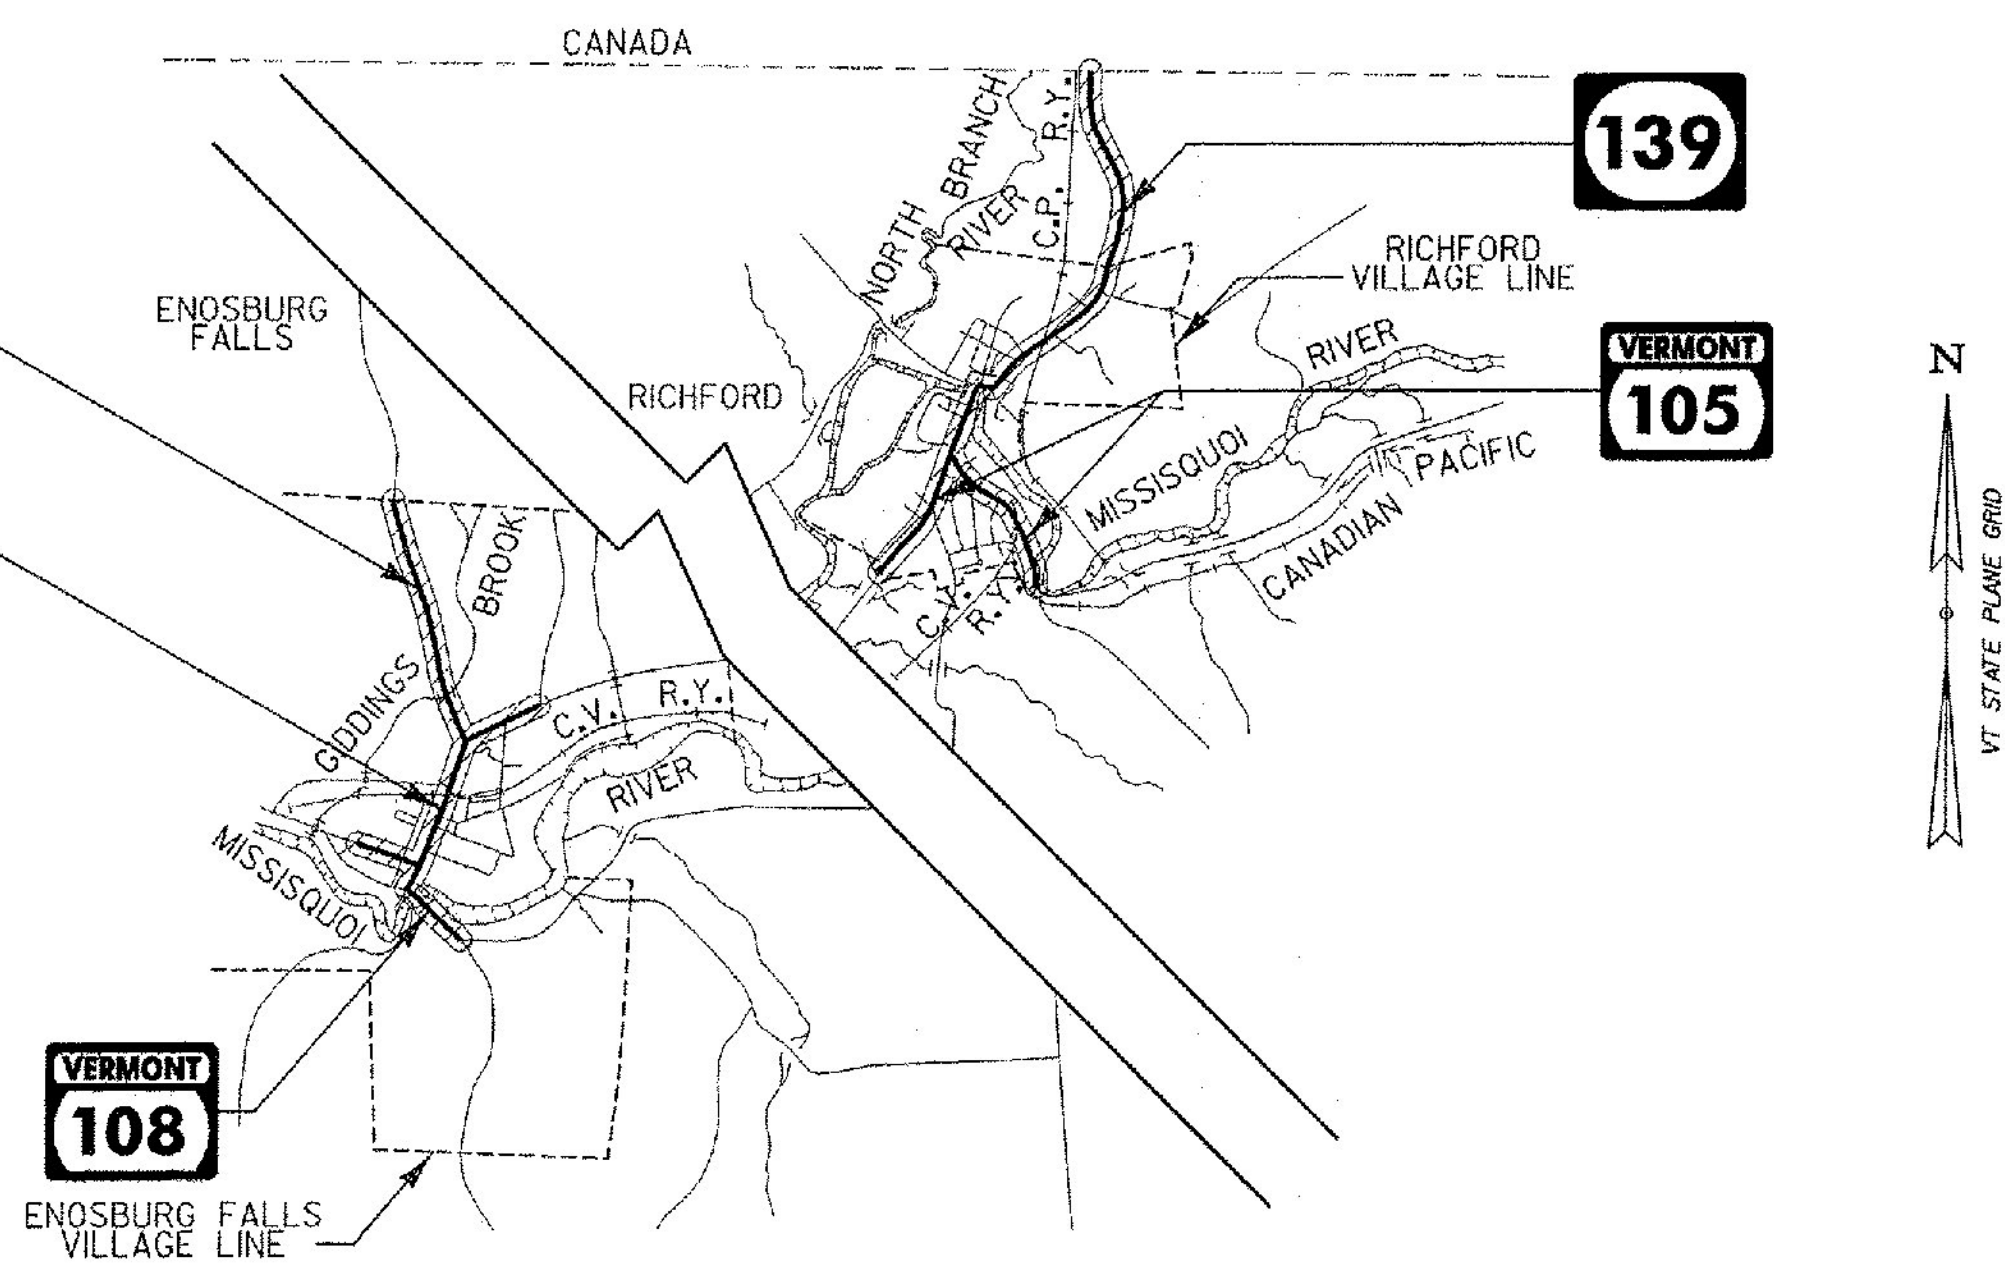 CANADA
NORTH BRANCH
RIVER
C.P. R.Y.
139
RICHFORD
VILLAGE LINE
ENOSBURG
FALLS
RICHFORD
RIVER
VERMONT
105
N
MISSISQUOI
CANADIAN PACIFIC
VT STATE PLANE GRID
BROOK
C.V.
R.Y.
GIDDINGS
C.V. R.Y.
RIVER
MISSISQUOI
VERMONT
108
ENOSBURG FALLS
VILLAGE LINE